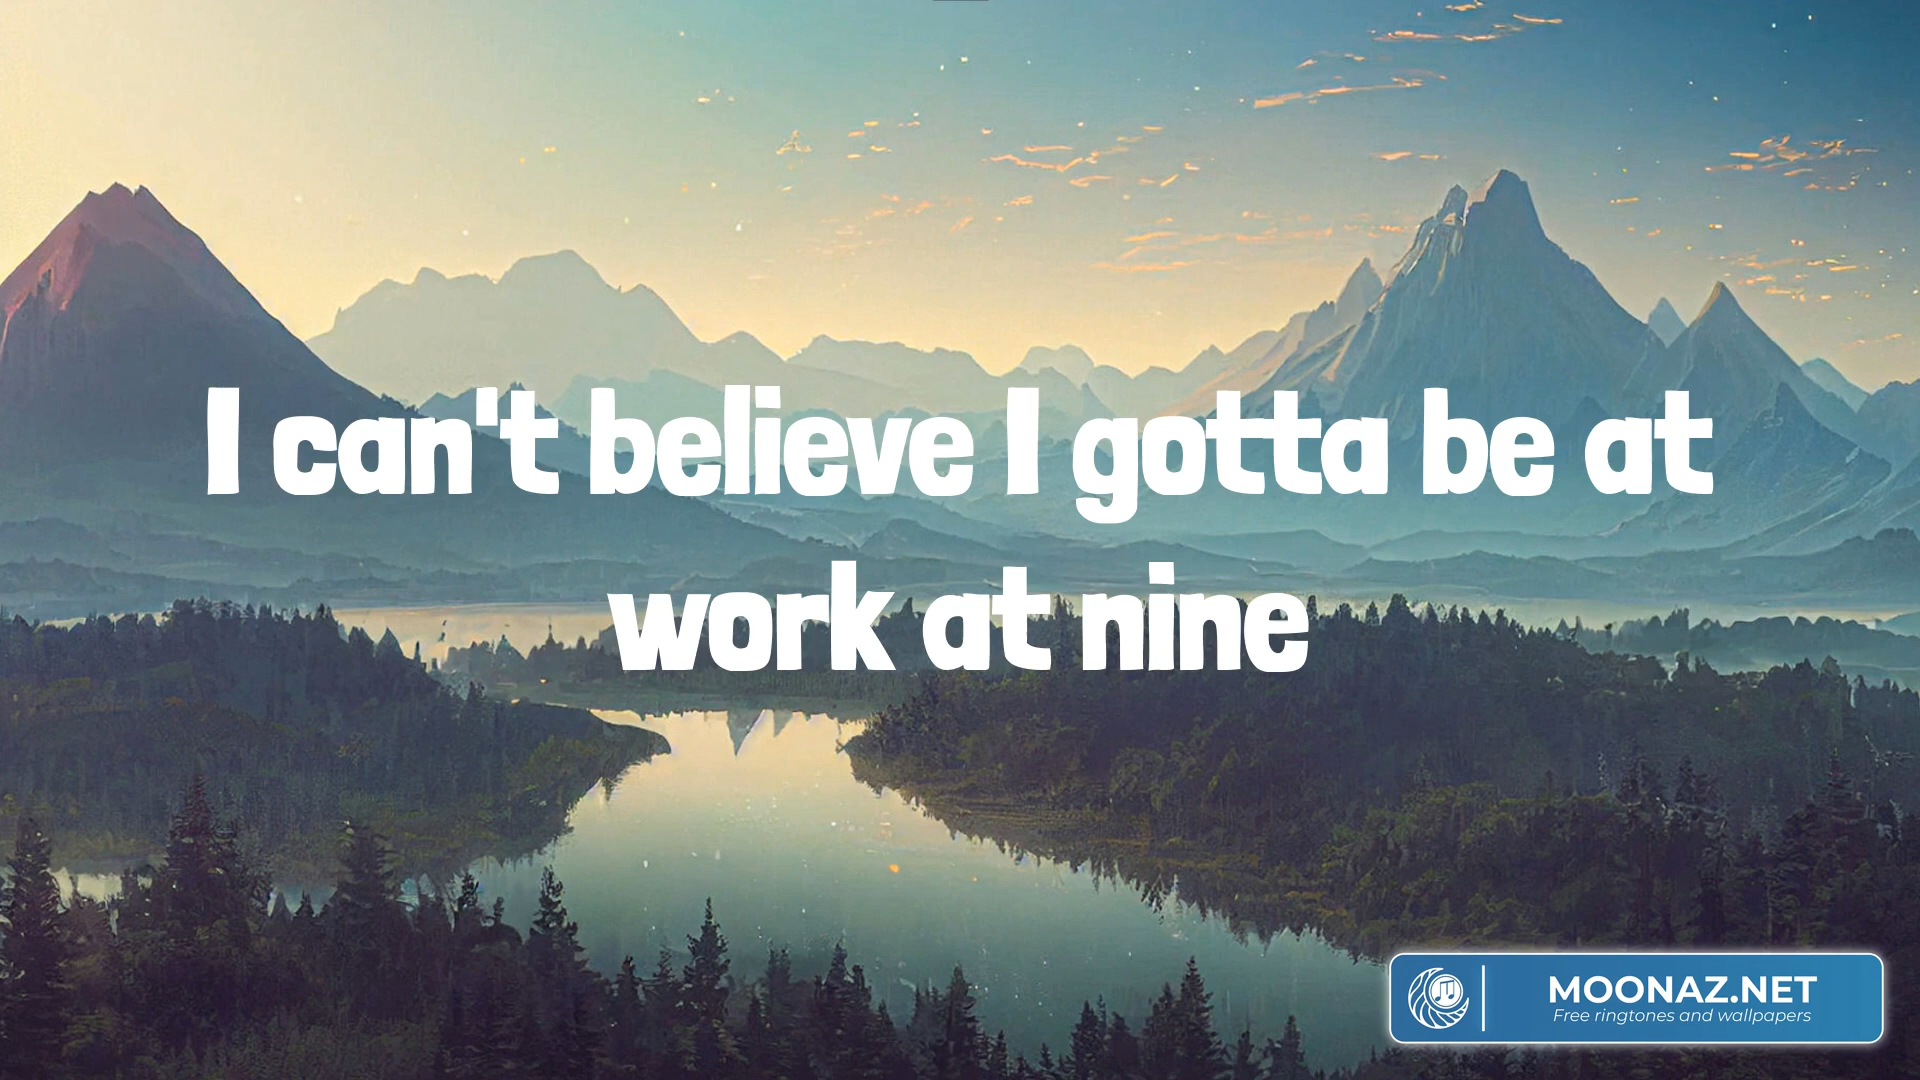 I can't believe I gotta be at
work at nine
MOONAZ.NET
Free ringtones and wallpapers